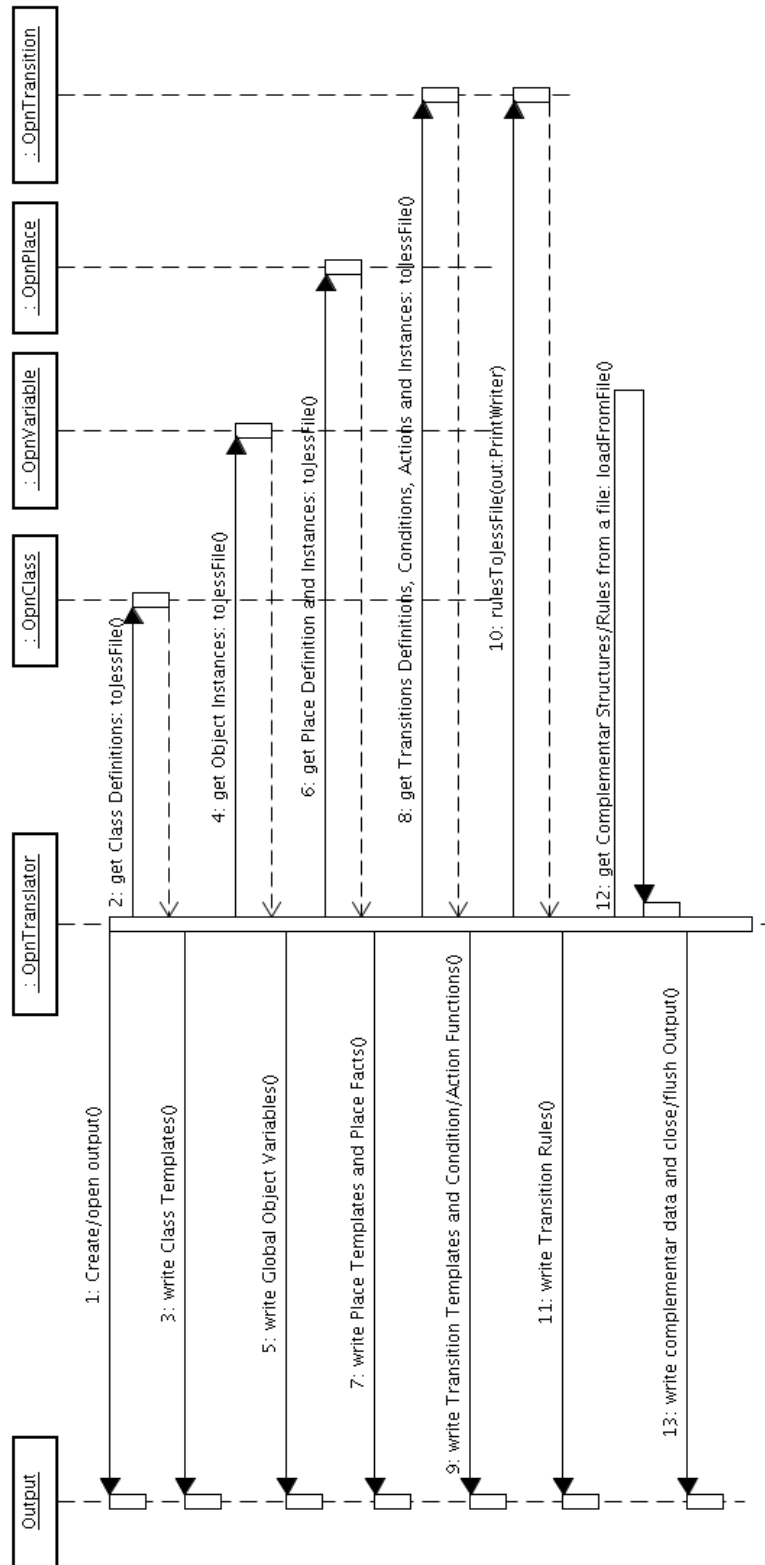 Output
: OpnTranslator
: OpnClass
: OpnVariable
: OpnPlace
: OpnTransition
1: Create/open output()
2: get Class Definitions: toJessFile()
3: write Class Templates()
4: get Object Instances: toJessFile()
5: write Global Object Variables()
6: get Place Definition and Instances: toJessFile()
7: write Place Templates and Place Facts()
8: get Transitions Definitions, Conditions, Actions and Instances: toJessFile()
9: write Transition Templates and Condition/Action Functions()
10: rulesToJessFile(out:PrintWriter)
11: write Transition Rules()
12: get Complementar Structures/Rules from a file: loadFromFile()
13: write complementar data and close/flush Output()